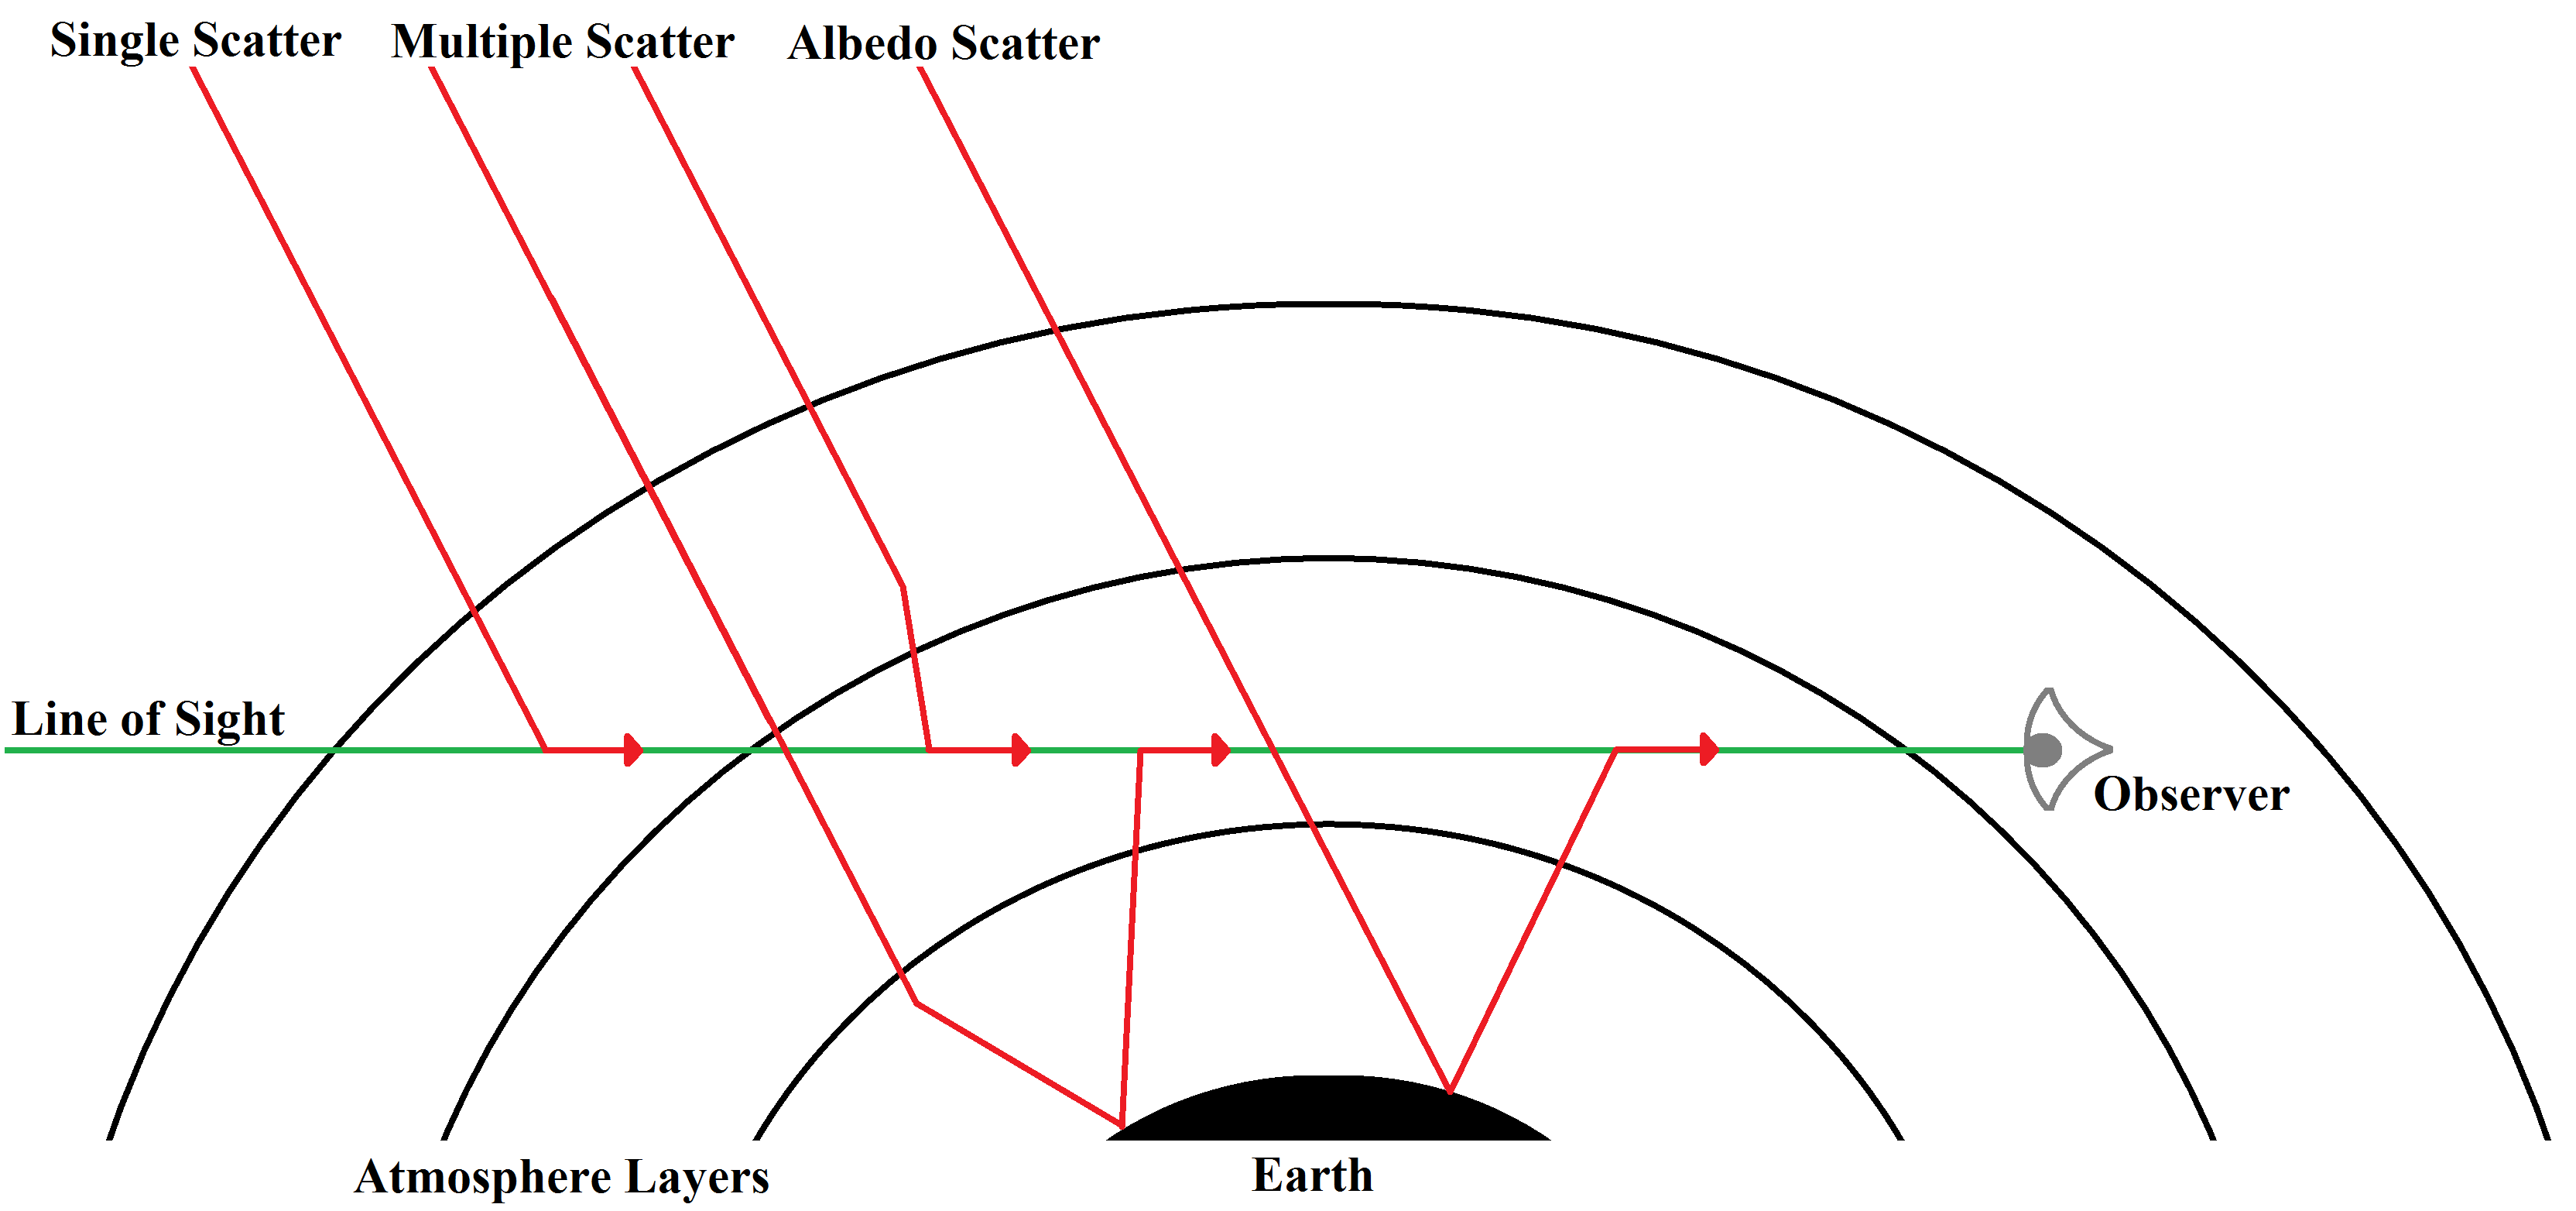 Single Scatter
Multiple Scatter
Albedo Scatter
Line of Sight
Observer
Atmosphere Layers
Earth